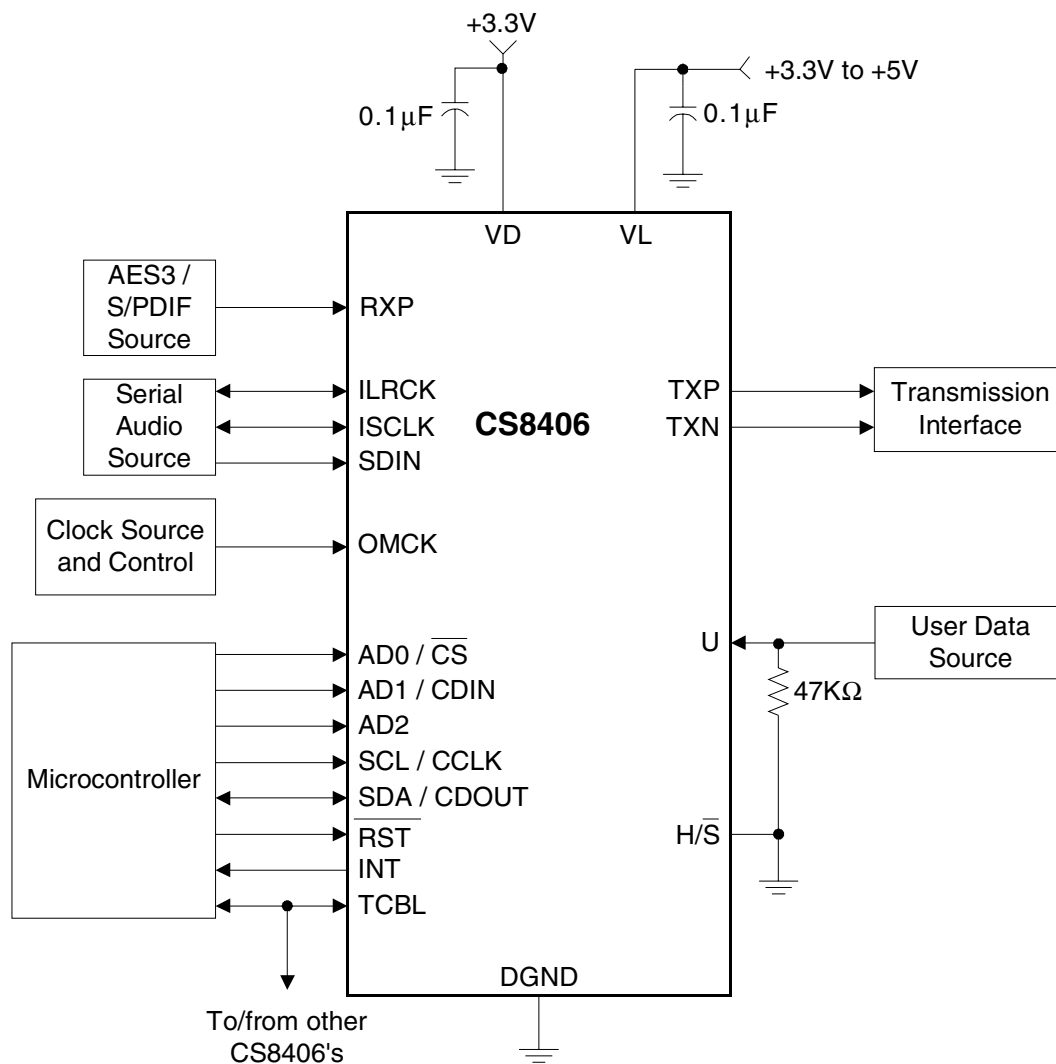 +3.3V
+3.3V to +5V
0.1μF
0.1μF
VD
VL
AES3 /
S/PDIF
Source
RXP
Serial
Audio
Source
ILRCK
ISCLK
SDIN
CS8406
TXP
TXN
Transmission
Interface
Clock Source
and Control
OMCK
Microcontroller
AD0 / C̅S̅
AD1 / CDIN
AD2
SCL / CCLK
SDA / CDOUT
R̅S̅T̅
INT
TCBL
U
User Data
Source
47KΩ
H/S̅
DGND
To/from other
CS8406's